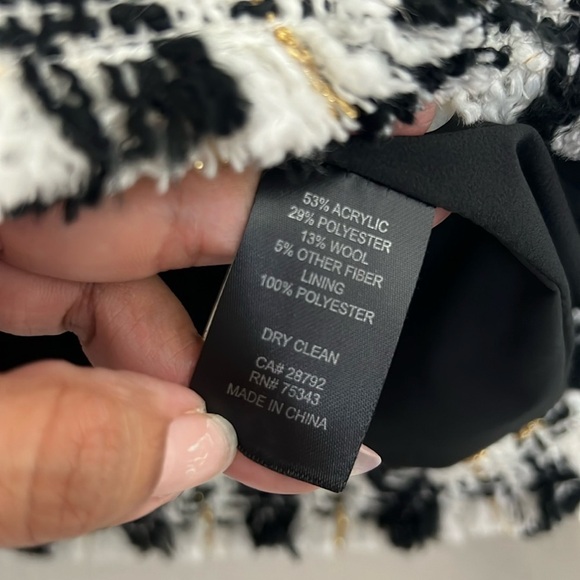 53% ACRYLIC
29% POLYESTER
13% WOOL
5% OTHER FIBER
LINING
100% POLYESTER
DRY CLEAN
CA# 28792
RN# 75343
MADE IN CHINA